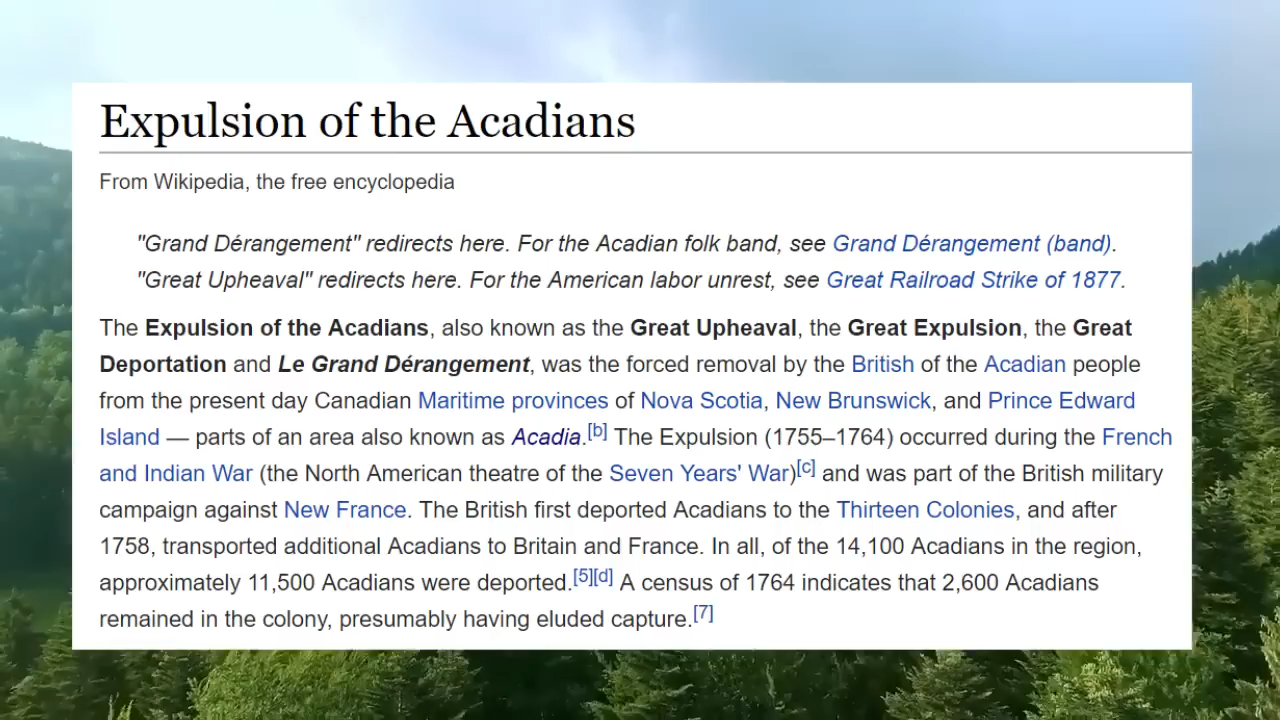 Expulsion of the Acadians
From Wikipedia, the free encyclopedia
"Grand Dérangement" redirects here. For the Acadian folk band, see Grand Dérangement (band).
"Great Upheaval" redirects here. For the American labor unrest, see Great Railroad Strike of 1877.
The Expulsion of the Acadians, also known as the Great Upheaval, the Great Expulsion, the Great
Deportation and Le Grand Dérangement, was the forced removal by the British of the Acadian people
from the present day Canadian Maritime provinces of Nova Scotia, New Brunswick, and Prince Edward
Island — parts of an area also known as Acadia.[b] The Expulsion (1755–1764) occurred during the French
and Indian War (the North American theatre of the Seven Years' War)[c] and was part of the British military
campaign against New France. The British first deported Acadians to the Thirteen Colonies, and after
1758, transported additional Acadians to Britain and France. In all, of the 14,100 Acadians in the region,
approximately 11,500 Acadians were deported.[5][d] A census of 1764 indicates that 2,600 Acadians
remained in the colony, presumably having eluded capture.[7]